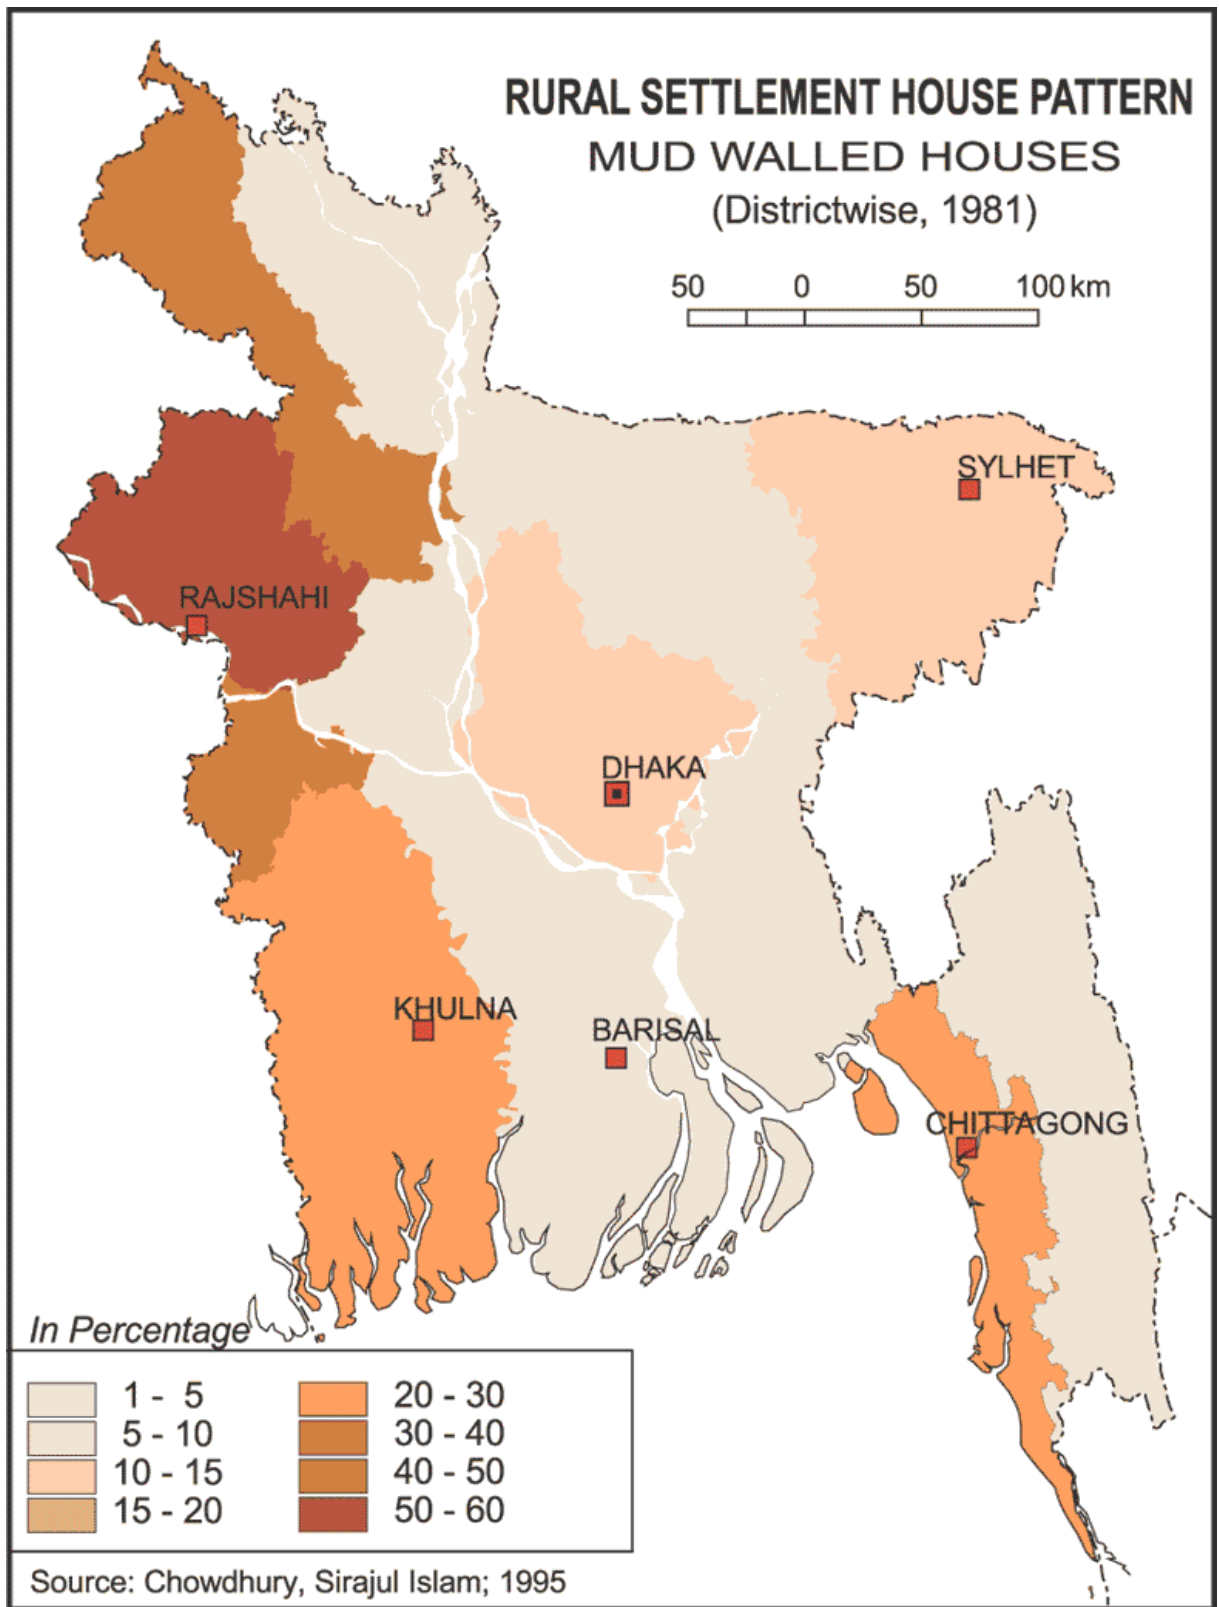 RURAL SETTLEMENT HOUSE PATTERN
MUD WALLED HOUSES
(Districtwise, 1981)
50 0 50 100 km
SYLHET
RAJSHAHI
DHAKA
KHULNA
BARISAL
CHITTAGONG
In Percentage
1 - 5
5 - 10
10 - 15
15 - 20
20 - 30
30 - 40
40 - 50
50 - 60
Source: Chowdhury, Sirajul Islam; 1995